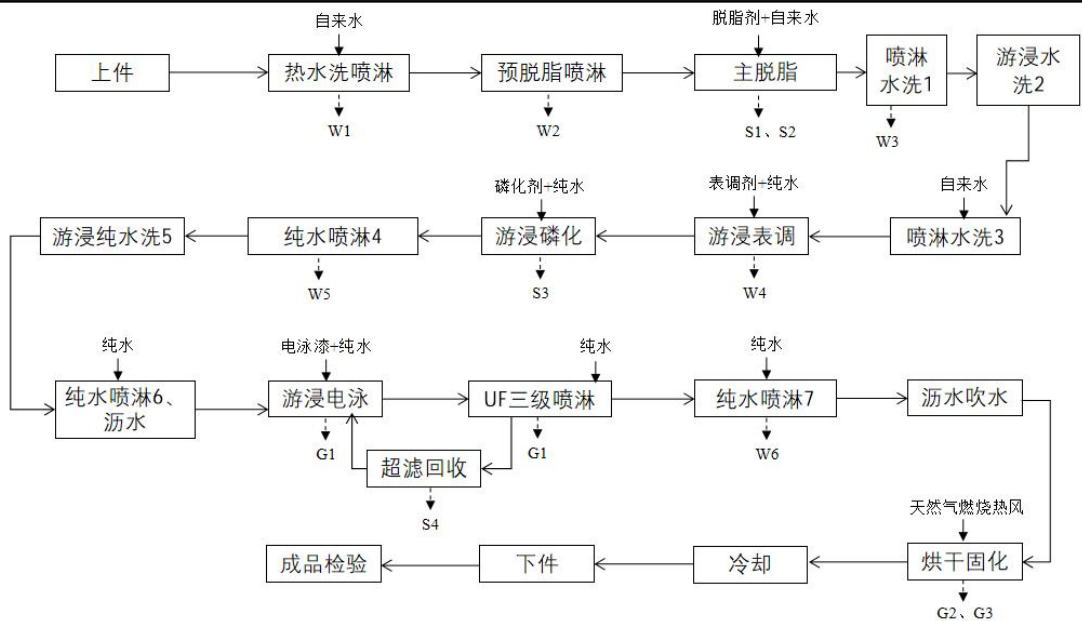 自来水
脱脂剂+自来水
上件
热水洗喷淋
预脱脂喷淋
主脱脂
喷淋
水洗1
游浸水
洗2
W1
W2
S1、S2
W3
磷化剂+纯水
表调剂+纯水
自来水
游浸纯水洗5
纯水喷淋4
游浸磷化
游浸表调
喷淋水洗3
W5
S3
W4
纯水
电泳漆+纯水
纯水
纯水
纯水喷淋6、
沥水
游浸电泳
UF三级喷淋
纯水喷淋7
沥水吹水
G1
G1
W6
超滤回收
S4
天然气燃烧热风
成品检验
下件
冷却
烘干固化
G2、G3